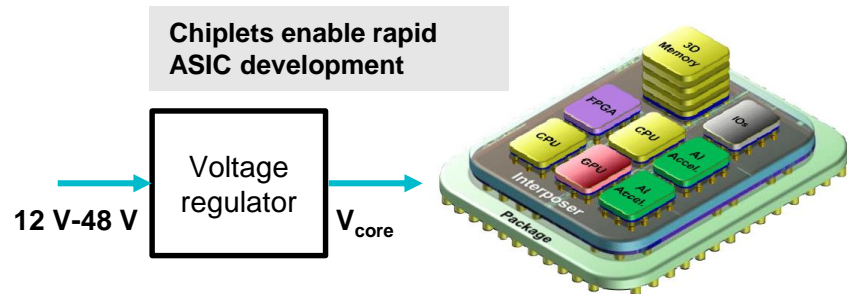 Chiplets enable rapid
ASIC development
Voltage
regulator
12 V-48 V
Vcore
3D
Memory
FPGA
IOs
CPU
CPU
GPU
AI
Accel.
AI
Accel.
Interposer
Package